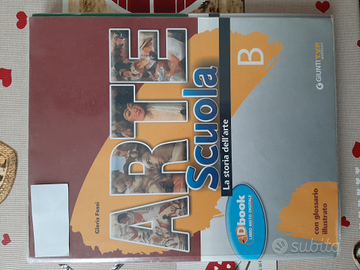 Gloria Fossi
ARTE
Scuola
La storia dell'arte
B
GIUNTI T.V.P.
DBook
con glossario
illustrato
subito